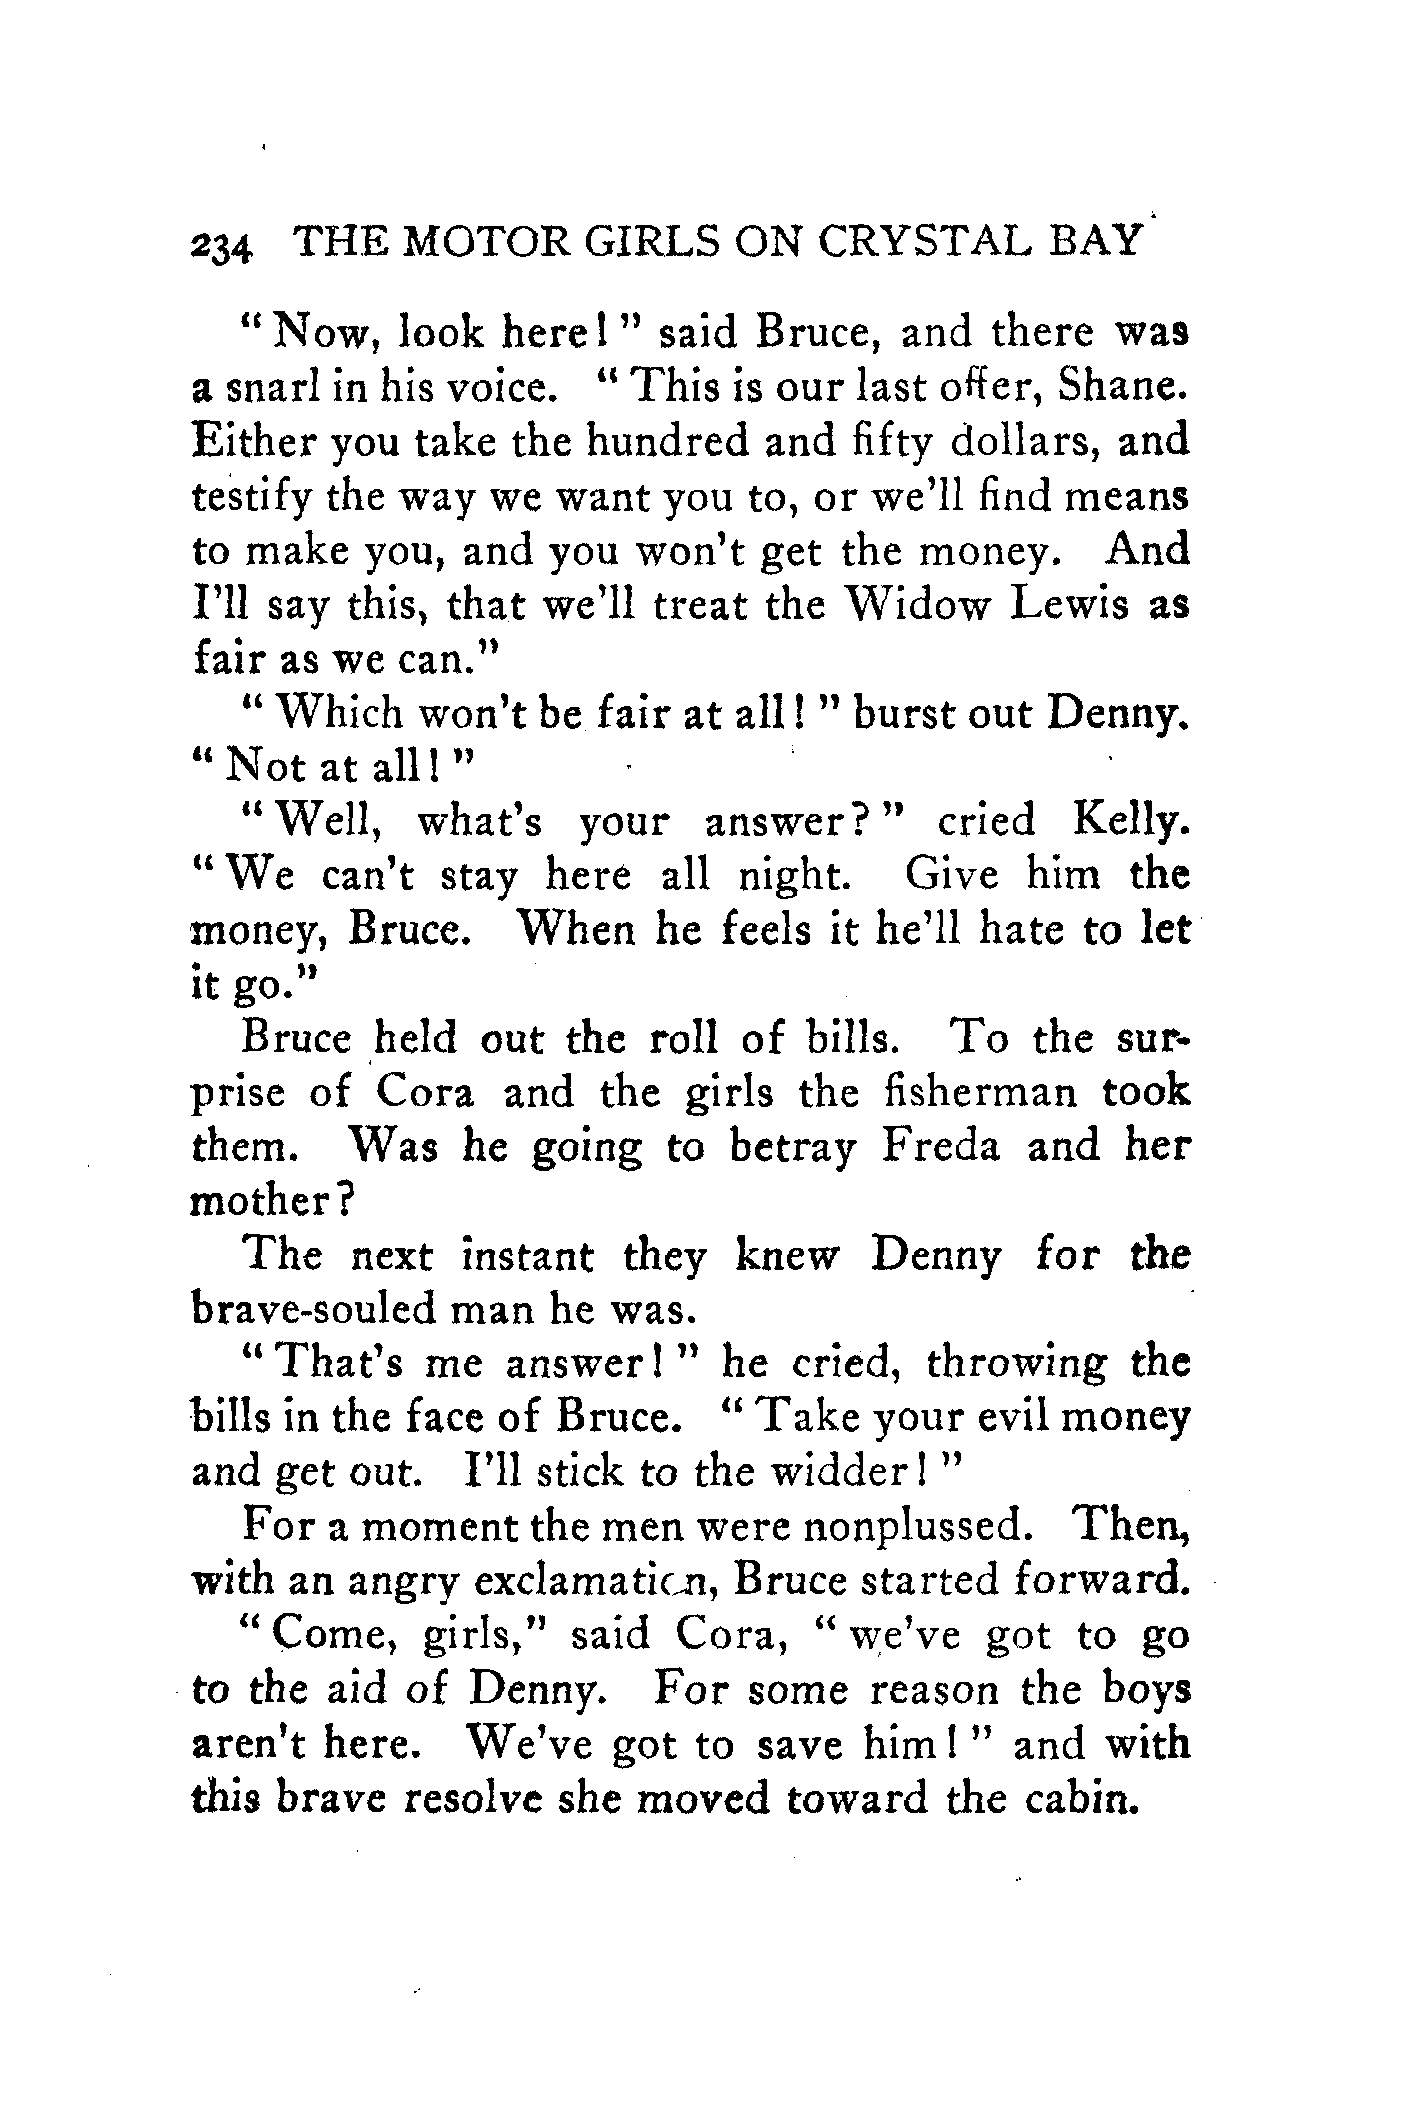 234 THE MOTOR GIRLS ON CRYSTAL BAY
" Now, look here! " said Bruce, and there was
a snarl in his voice. " This is our last offer, Shane.
Either you take the hundred and fifty dollars, and
testify the way we want you to, or we'll find means
to make you, and you won't get the money. And
I'll say this, that we'll treat the Widow Lewis as
fair as we can."
" Which won't be fair at all! " burst out Denny.
" Not at all! "
" Well, what's your answer? " cried Kelly.
" We can't stay here all night. Give him the
money, Bruce. When he feels it he'll hate to let
it go."
Bruce held out the roll of bills. To the sur-
prise of Cora and the girls the fisherman took
them. Was he going to betray Freda and her
mother?
The next instant they knew Denny for the
brave-souled man he was.
" That's me answer! " he cried, throwing the
bills in the face of Bruce. " Take your evil money
and get out. I'll stick to the widder! "
For a moment the men were nonplussed. Then,
with an angry exclamation, Bruce started forward.
" Come, girls," said Cora, " we've got to go
to the aid of Denny. For some reason the boys
aren't here. We've got to save him! " and with
this brave resolve she moved toward the cabin.